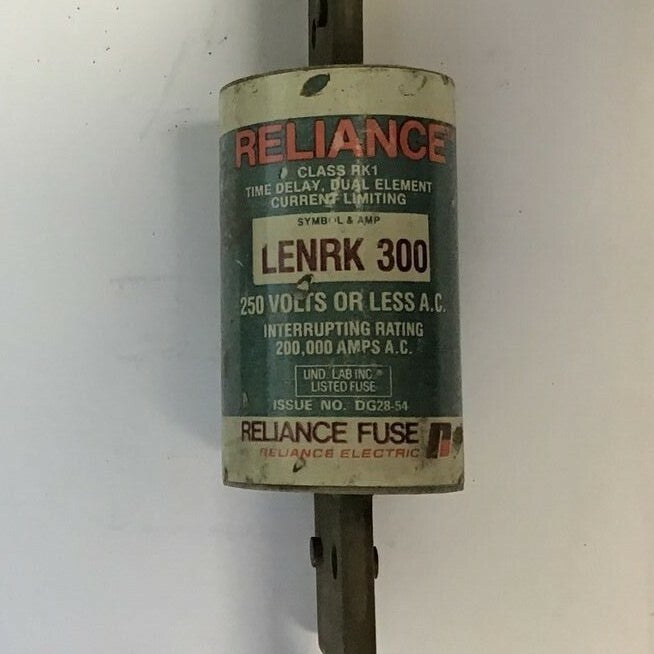 RELIANCE
CLASS RK1
TIME DELAY, DUAL ELEMENT
CURRENT LIMITING
SYMBOL & AMP
LENRK 300
250 VOLTS OR LESS A.C.
INTERRUPTING RATING
200,000 AMPS A.C.
UND. LAB INC.
LISTED FUSE
ISSUE NO. DG28-54
RELIANCE FUSE
RELIANCE ELECTRIC